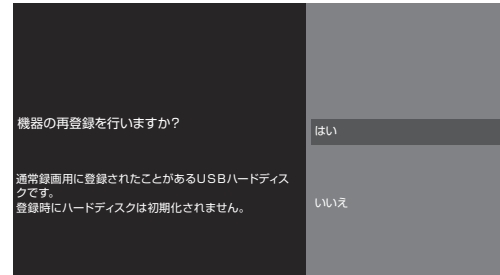 機器の再登録を行いますか？
通常録画用に登録されたことがあるUSBハードディス
クです。
登録時にハードディスクは初期化されません。
はい
いいえ